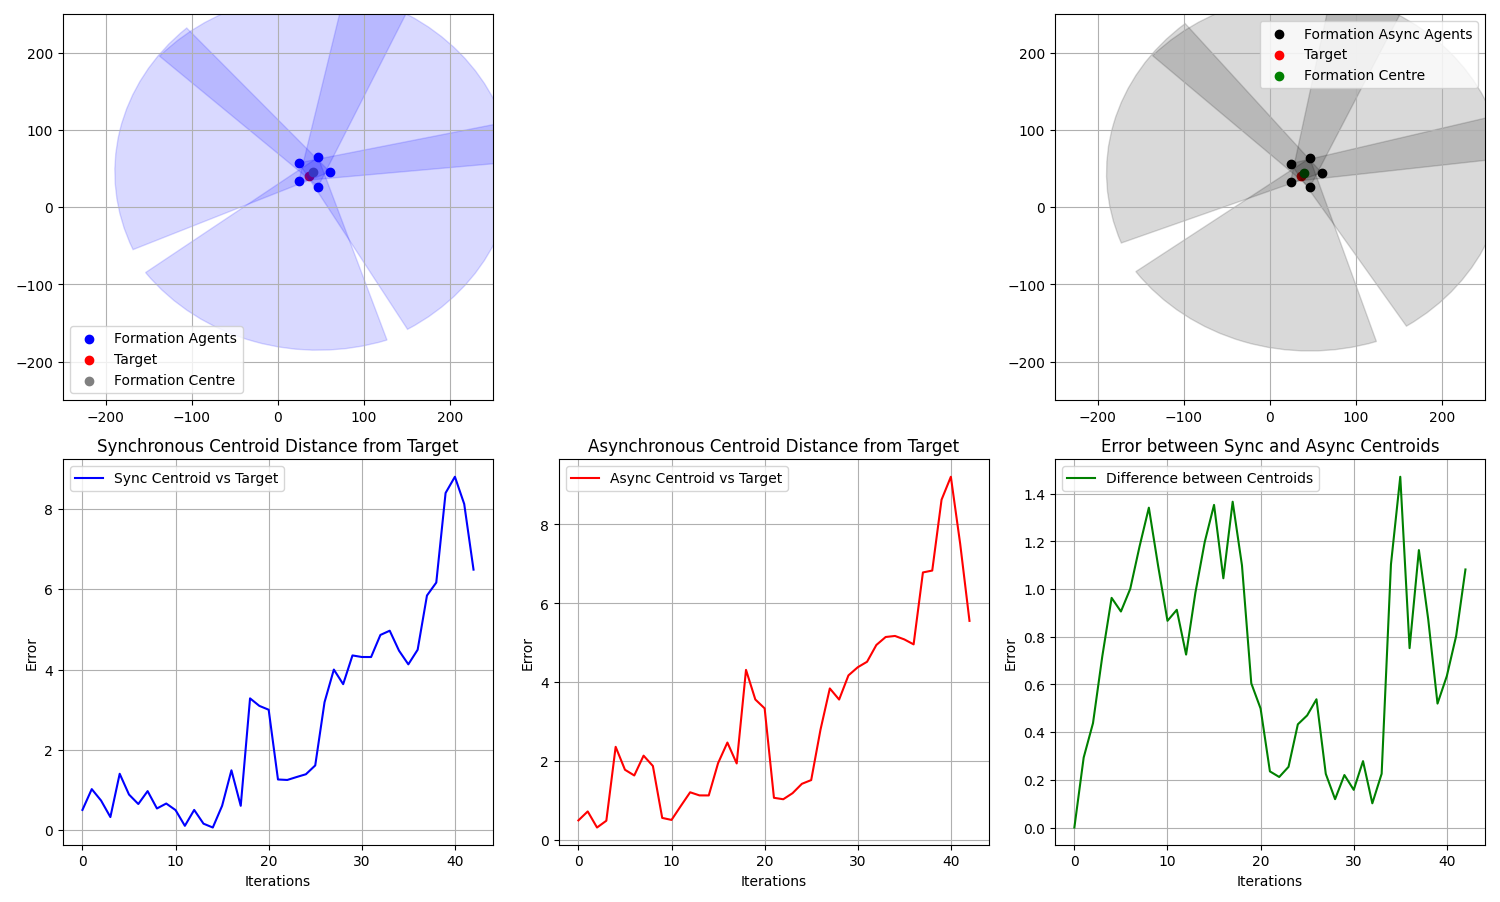 200
100
0
−100
−200
−200 −100 0 100 200
Formation Agents
Target
Formation Centre
200
100
0
−100
−200
−200 −100 0 100 200
Formation Async Agents
Target
Formation Centre
Synchronous Centroid Distance from Target
Sync Centroid vs Target
Error
8
6
4
2
0
0 10 20 30 40
Iterations
Asynchronous Centroid Distance from Target
Async Centroid vs Target
Error
8
6
4
2
0
0 10 20 30 40
Iterations
Error between Sync and Async Centroids
Difference between Centroids
Error
1.4
1.2
1.0
0.8
0.6
0.4
0.2
0.0
0 10 20 30 40
Iterations